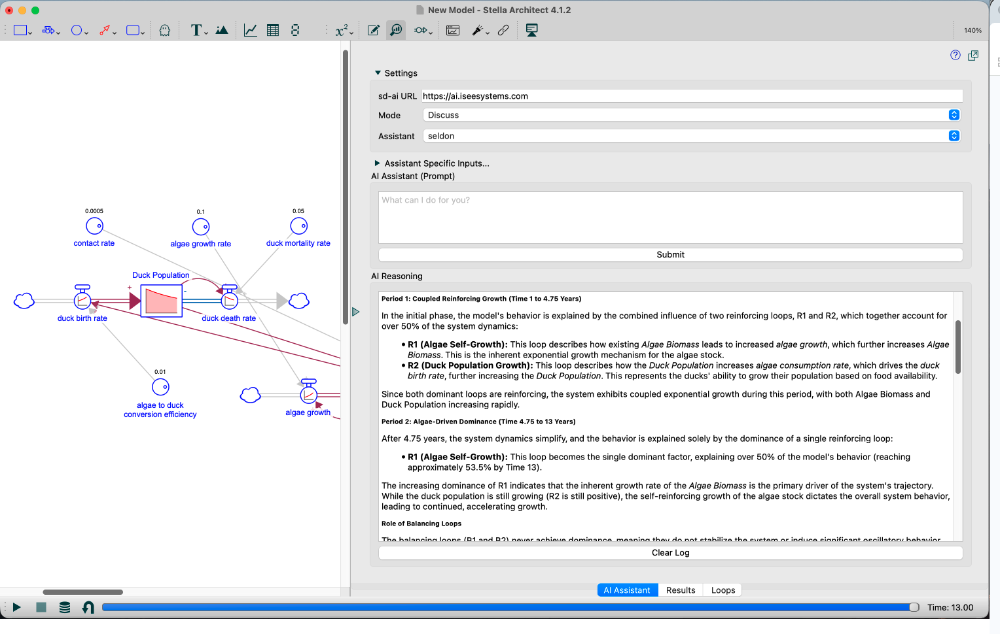 New Model - Stella Architect 4.1.2
T
x²
140%
Settings
sd-ai URL https://ai.iseesystems.com
Mode Discuss
Assistant seldon
Assistant Specific Inputs...
AI Assistant (Prompt)
What can I do for you?
Submit
AI Reasoning
Period 1: Coupled Reinforcing Growth (Time 1 to 4.75 Years)
In the initial phase, the model's behavior is explained by the combined influence of two reinforcing loops, R1 and R2, which together account for
over 50% of the system dynamics:
• R1 (Algae Self-Growth): This loop describes how existing Algae Biomass leads to increased algae growth, which further increases Algae
Biomass. This is the inherent exponential growth mechanism for the algae stock.
• R2 (Duck Population Growth): This loop describes how the Duck Population increases algae consumption rate, which drives the duck
birth rate, further increasing the Duck Population. This represents the ducks' ability to grow their population based on food availability.
Since both dominant loops are reinforcing, the system exhibits coupled exponential growth during this period, with both Algae Biomass and
Duck Population increasing rapidly.
Period 2: Algae-Driven Dominance (Time 4.75 to 13 Years)
After 4.75 years, the system dynamics simplify, and the behavior is explained solely by the dominance of a single reinforcing loop:
• R1 (Algae Self-Growth): This loop becomes the single dominant factor, explaining over 50% of the model's behavior (reaching
approximately 53.5% by Time 13).
The increasing dominance of R1 indicates that the inherent growth rate of the Algae Biomass is the primary driver of the system's trajectory.
While the duck population is still growing (R2 is still positive), the self-reinforcing growth of the algae stock dictates the overall system behavior,
leading to continued, accelerating growth.
Role of Balancing Loops
The balancing loops (B1 and B2) never achieve dominance, meaning they do not stabilize the system or induce significant oscillatory behavior.
Clear Log
AI Assistant
Results
Loops
Time: 13.00
0.0005
contact rate
0.1
algae growth rate
0.05
duck mortality rate
Duck Population
+
-
duck birth rate
duck death rate
0.01
algae to duck
conversion efficiency
algae growth